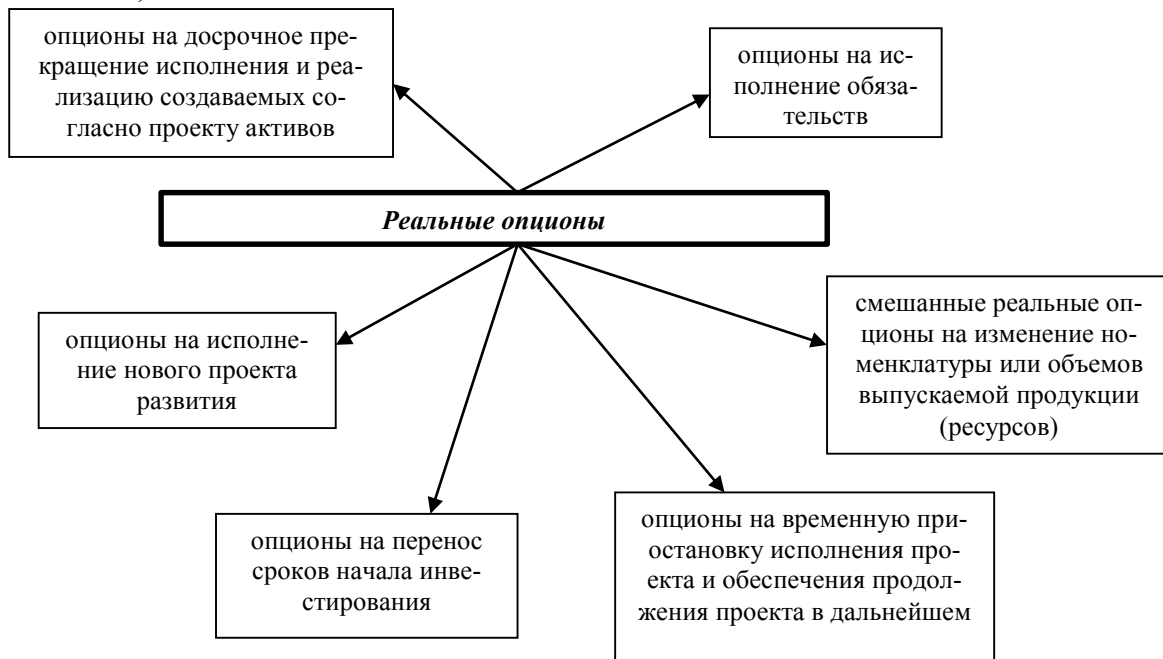 опционы на досрочное пре-
кращение исполнения и реа-
лизацию создаваемых со-
гласно проекту активов
опционы на ис-
полнение обяза-
тельств
Реальные опционы
опционы на исполне-
ние нового проекта
развития
смешанные реальные оп-
ционы на изменение но-
менклатуры или объемов
выпускаемой продукции
(ресурсов)
опционы на перенос
сроков начала инве-
стирования
опционы на временную при-
остановку исполнения про-
екта и обеспечения продол-
жения проекта в дальнейшем